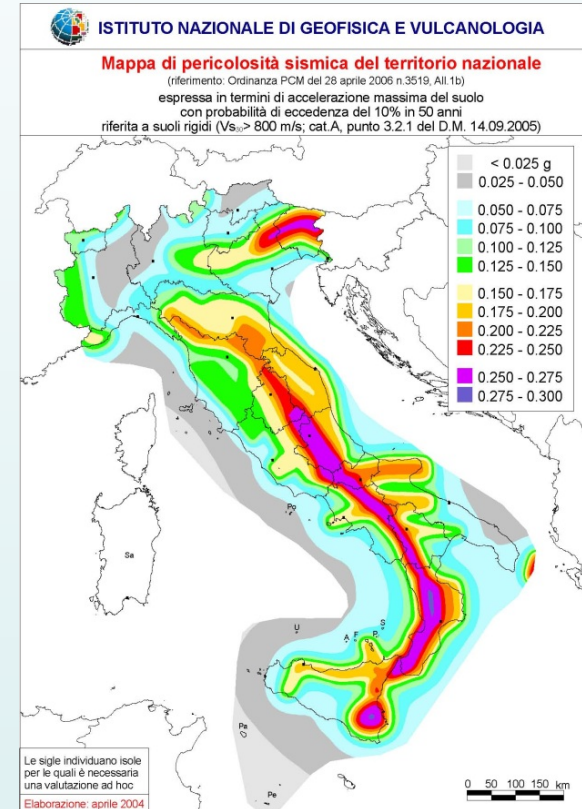 ISTITUTO NAZIONALE DI GEOFISICA E VULCANOLOGIA
Mappa di pericolosità sismica del territorio nazionale
(riferimento: Ordinanza PCM del 28 aprile 2006 n.3519, All.1b)
espressa in termini di accelerazione massima del suolo
con probabilità di eccedenza del 10% in 50 anni
riferita a suoli rigidi (Vs₃₀> 800 m/s; cat.A, punto 3.2.1 del D.M. 14.09.2005)
< 0.025 g
0.025 - 0.050
0.050 - 0.075
0.075 - 0.100
0.100 - 0.125
0.125 - 0.150
0.150 - 0.175
0.175 - 0.200
0.200 - 0.225
0.225 - 0.250
0.250 - 0.275
0.275 - 0.300
Po
Sa
U
S
A F P
Pa
Pe
Le sigle individuano isole
per le quali è necessaria
una valutazione ad hoc
Elaborazione: aprile 2004
0 50 100 150 km